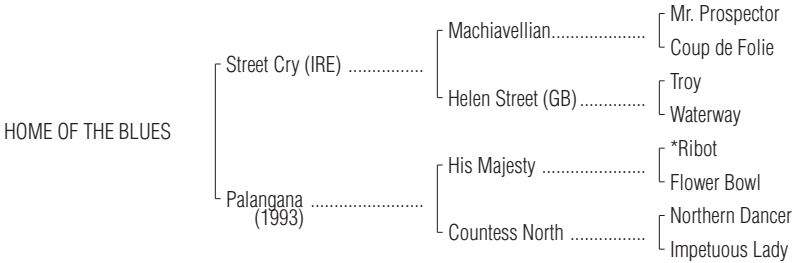 Mr. Prospector
Machiavellian....................
Coup de Folie
Street Cry (IRE) ................
Troy
Helen Street (GB)..............
Waterway
HOME OF THE BLUES
*Ribot
His Majesty ......................
Flower Bowl
Palangana ........................
(1993)
Northern Dancer
Countess North ................
Impetuous Lady